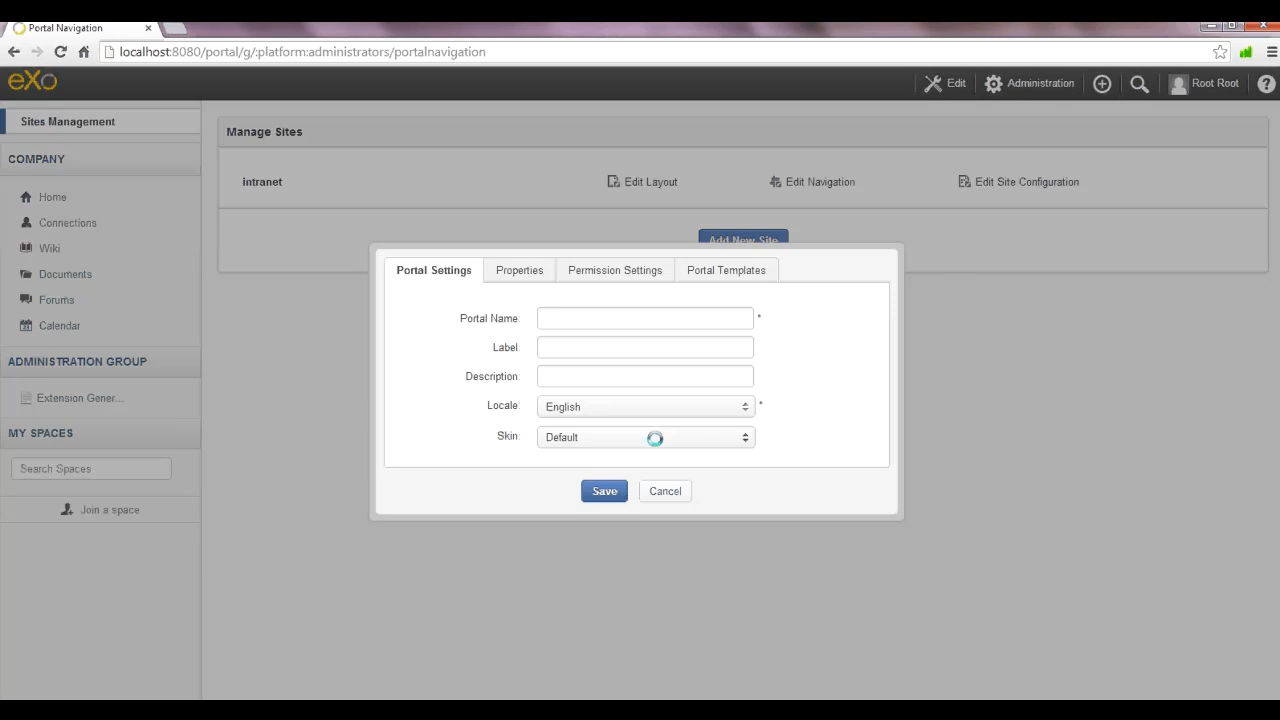 Portal Navigation
localhost:8080/portal/g/:platform:administrators/portalnavigation
eXo
Edit
Administration
Root Root
Sites Management
COMPANY
Home
Connections
Wiki
Documents
Forums
Calendar
ADMINISTRATION GROUP
Extension Gener...
MY SPACES
Search Spaces
Join a space
Manage Sites
intranet
Edit Layout
Edit Navigation
Edit Site Configuration
Add New Site
Portal Settings
Properties
Permission Settings
Portal Templates
Portal Name: *
Label:
Description:
Locale: English *
Skin: Default
Save
Cancel